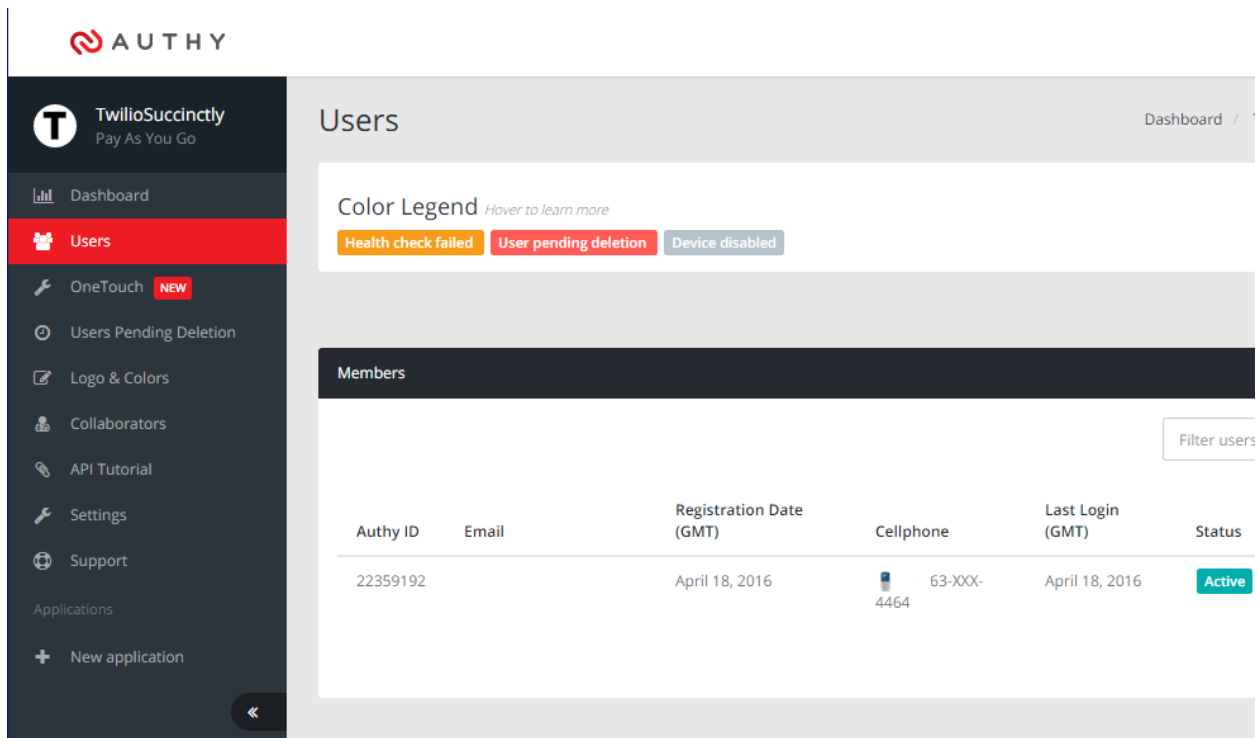 AUTHY
TwilioSuccinctly
Pay As You Go
Dashboard
Users
OneTouch NEW
Users Pending Deletion
Logo & Colors
Collaborators
API Tutorial
Settings
Support
Applications
New application
Users
Dashboard /
Color Legend Hover to learn more
Health check failed User pending deletion Device disabled
Members
Filter users
Authy ID Email Registration Date (GMT) Cellphone Last Login (GMT) Status
22359192 April 18, 2016 63-XXX-4464 April 18, 2016 Active